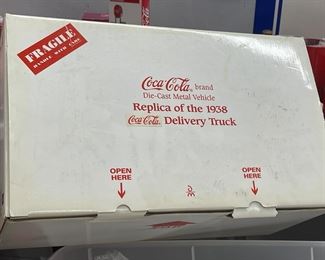 FRAGILE
HANDLE WITH CARE
Coca-Cola® brand
Die-Cast Metal Vehicle
Replica of the 1938
Coca-Cola® Delivery Truck
OPEN
HERE
OPEN
HERE